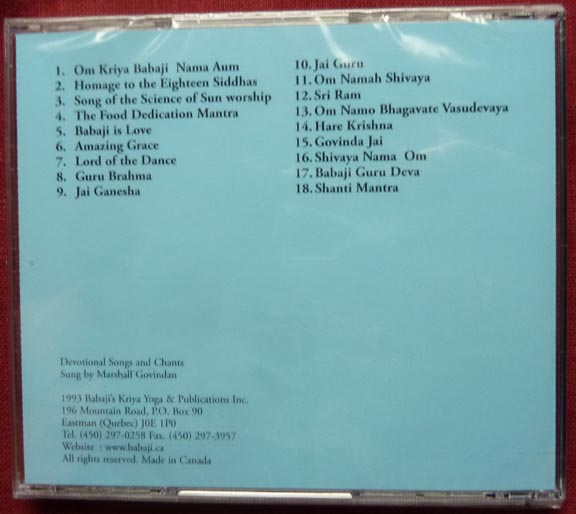 1. Om Kriya Babaji Nama Aum
2. Homage to the Eighteen Siddhas
3. Song of the Science of Sun worship
4. The Food Dedication Mantra
5. Babaji is Love
6. Amazing Grace
7. Lord of the Dance
8. Guru Brahma
9. Jai Ganesha
10. Jai Guru
11. Om Namah Shivaya
12. Sri Ram
13. Om Namo Bhagavate Vasudevaya
14. Hare Krishna
15. Govinda Jai
16. Shivaya Nama Om
17. Babaji Guru Deva
18. Shanti Mantra
Devotional Songs and Chants
Sung by Marshall Govindan
1993 Babaji's Kriya Yoga & Publications Inc.
196 Mountain Road, P.O. Box 90
Eastman (Quebec) J0E 1P0
Tel. (450) 297-0258 Fax. (450) 297-3957
Website : www.babaji.ca
All rights reserved. Made in Canada